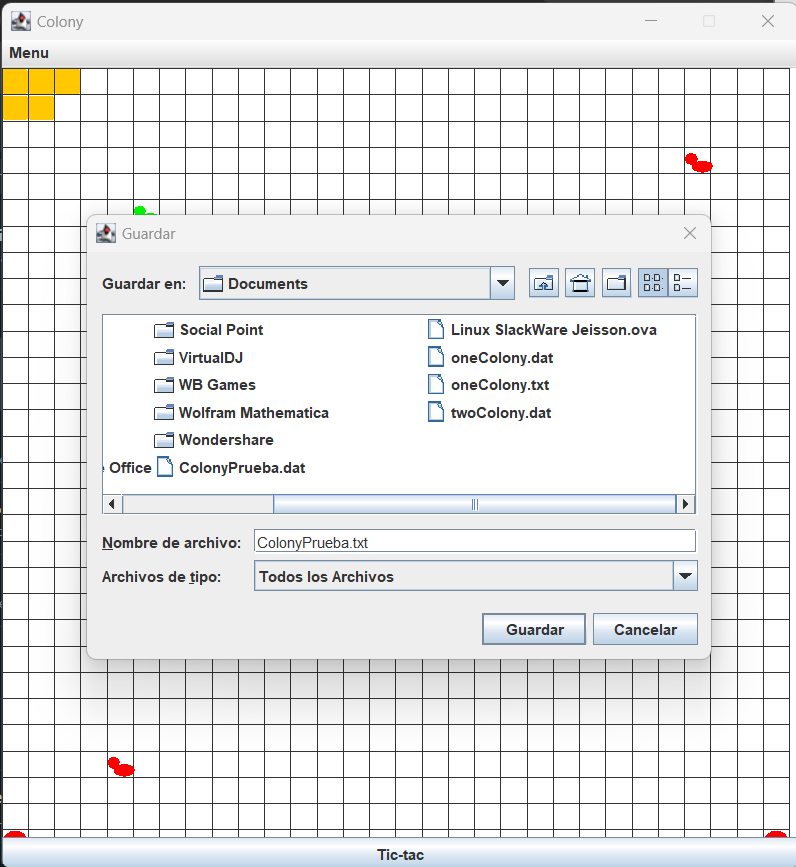 Colony
Menu
Guardar
Guardar en: Documents
Social Point
VirtualDJ
WB Games
Wolfram Mathematica
Wondershare
Office ColonyPrueba.dat
Linux SlackWare Jeisson.ova
oneColony.dat
oneColony.txt
twoColony.dat
Nombre de archivo: ColonyPrueba.txt
Archivos de tipo: Todos los Archivos
Guardar Cancelar
Tic-tac